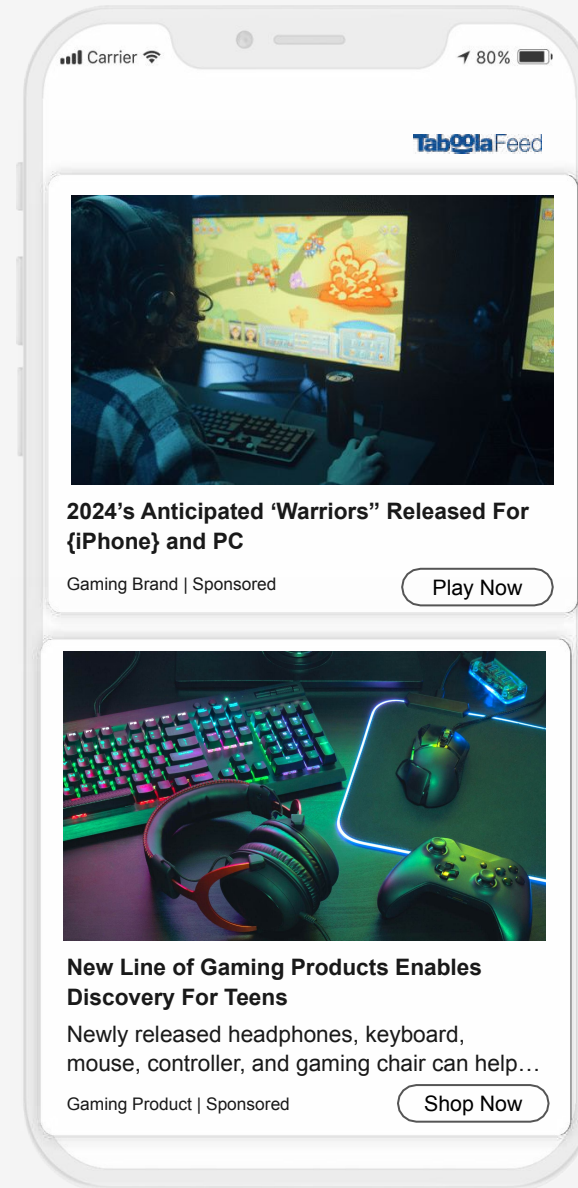 Carrier
80%
TaboolaFeed
2024's Anticipated ‘Warriors” Released For
{iPhone} and PC
Gaming Brand | Sponsored
Play Now
New Line of Gaming Products Enables
Discovery For Teens
Newly released headphones, keyboard,
mouse, controller, and gaming chair can help…
Gaming Product | Sponsored
Shop Now